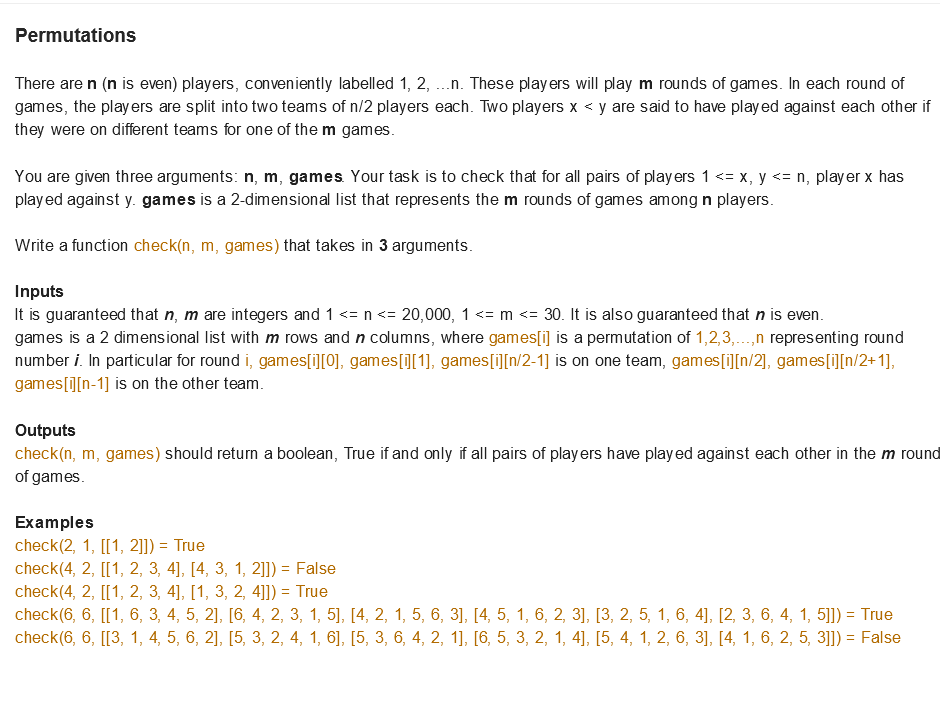 Permutations
There are n (n is even) players, conveniently labelled 1, 2, ...n. These players will play m rounds of games. In each round of
games, the players are split into two teams of n/2 players each. Two players x < y are said to have played against each other if
they were on different teams for one of the m games.
You are given three arguments: n, m, games. Your task is to check that for all pairs of players 1 <= x, y <= n, player x has
played against y. games is a 2-dimensional list that represents the m rounds of games among n players.
Write a function check(n, m, games) that takes in 3 arguments.
Inputs
It is guaranteed that n, m are integers and 1 <= n <= 20,000, 1 <= m <= 30. It is also guaranteed that n is even.
games is a 2 dimensional list with m rows and n columns, where games[i] is a permutation of 1,2,3,...,n representing round
number i. In particular for round i, games[i][0], games[i][1], games[i][n/2-1] is on one team, games[i][n/2], games[i][n/2+1],
games[i][n-1] is on the other team.
Outputs
check(n, m, games) should return a boolean, True if and only if all pairs of players have played against each other in the m round
of games.
Examples
check(2, 1, [[1, 2]]) = True
check(4, 2, [[1, 2, 3, 4], [4, 3, 1, 2]]) = False
check(4, 2, [[1, 2, 3, 4], [1, 3, 2, 4]]) = True
check(6, 6, [[1, 6, 3, 4, 5, 2], [6, 4, 2, 3, 1, 5], [4, 2, 1, 5, 6, 3], [4, 5, 1, 6, 2, 3], [3, 2, 5, 1, 6, 4], [2, 3, 6, 4, 1, 5]]) = True
check(6, 6, [[3, 1, 4, 5, 6, 2], [5, 3, 2, 4, 1, 6], [5, 3, 6, 4, 2, 1], [6, 5, 3, 2, 1, 4], [5, 4, 1, 2, 6, 3], [4, 1, 6, 2, 5, 3]]) = False